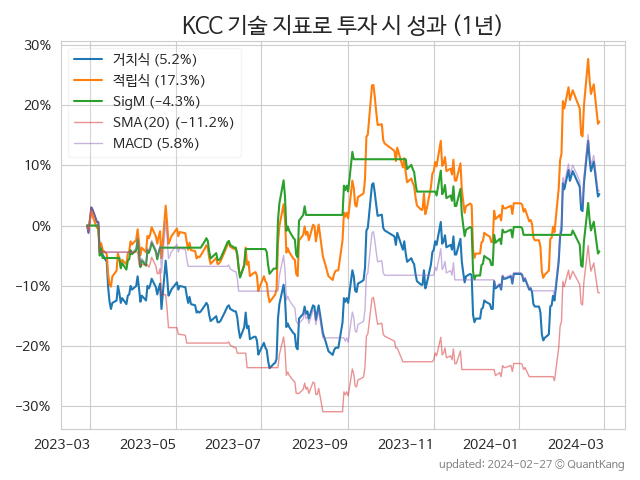 KCC 기술 지표로 투자 시 성과 (1년)
30%
20%
10%
0%
−10%
−20%
−30%
거치식 (5.2%)
적립식 (17.3%)
SigM (−4.3%)
SMA(20) (−11.2%)
MACD (5.8%)
2023-03
2023-05
2023-07
2023-09
2023-11
2024-01
2024-03
updated: 2024-02-27 © QuantKang